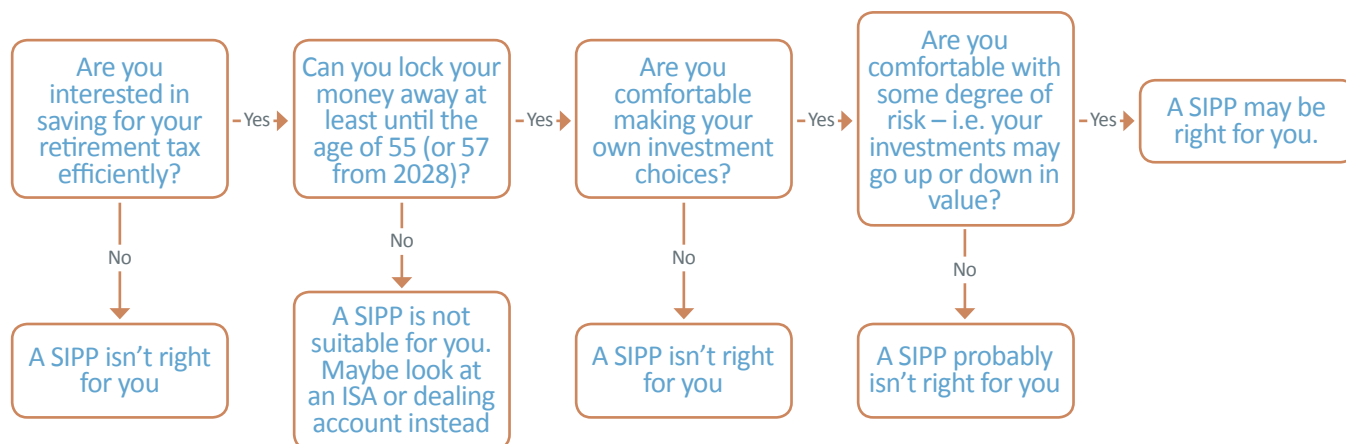 Are you
interested in
saving for your
retirement tax
efficiently?
Yes
Can you lock your
money away at
least until the
age of 55 (or 57
from 2028)?
Yes
Are you
comfortable
making your
own investment
choices?
Yes
Are you
comfortable with
some degree of
risk – i.e. your
investments may
go up or down in
value?
Yes
A SIPP may be
right for you.
No
No
No
No
A SIPP isn't right
for you
A SIPP is not
suitable for you.
Maybe look at
an ISA or dealing
account instead
A SIPP isn't right
for you
A SIPP probably
isn't right for you